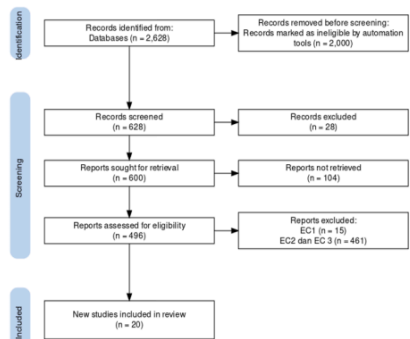 Identification
Records identified from:
Databases (n = 2,628)
Records removed before screening:
Records marked as ineligible by automation
tools (n = 2,000)
Screening
Records screened
(n = 628)
Records excluded
(n = 28)
Reports sought for retrieval
(n = 600)
Reports not retrieved
(n = 104)
Reports assessed for eligibility
(n = 496)
Reports excluded:
EC1 (n = 15)
EC2 dan EC 3 (n = 461)
Included
New studies included in review
(n = 20)